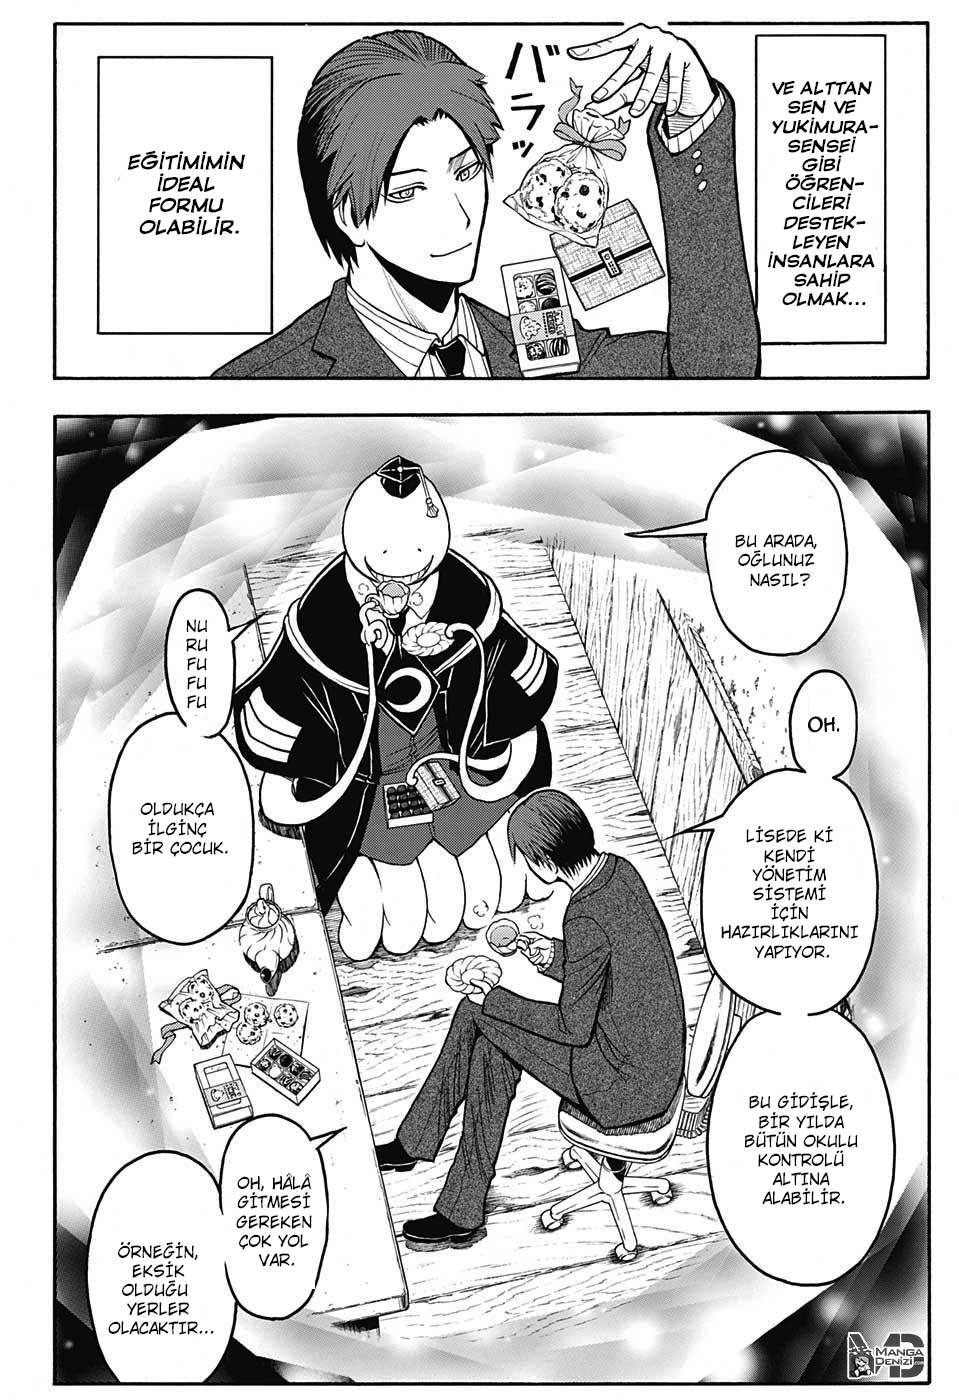 VE ALTTAN
SEN VE
YUKİMURA-
SENSEİ
GİBİ
ÖĞREN-
CİLERİ
DESTEK-
LEYEN
İNSANLARA
SAHİP
OLMAK...
バラッ
EĞİTİMİMİN
İDEAL
FORMU
OLABİLİR.
BU ARADA,
OĞLUNUZ
NASIL?
NU
RU
FU
FU
FU
OH.
OLDUKÇA
İLGİNÇ
BİR ÇOCUK.
LİSEDE Kİ
KENDİ
YÖNETİM
SİSTEMİ
İÇİN
HAZIRLIKLARINI
YAPIYOR.
BU GİDİŞLE,
BİR YILDA
BÜTÜN OKULU
KONTROLÜ
ALTINA
ALABİLİR.
OH, HÂLÂ
GİTMESİ
GEREKEN
ÇOK YOL
VAR.
ÖRNEĞİN,
EKSİK
OLDUĞU
YERLER
OLACAKTIR...
MD
MANGA
DENİZİ.com